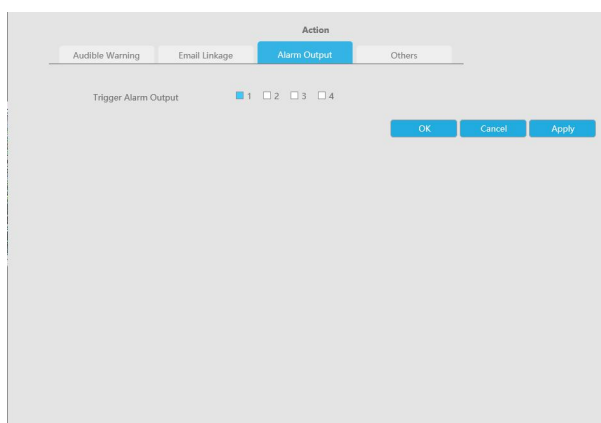 Action
Audible Warning Email Linkage Alarm Output Others
Trigger Alarm Output 1 2 3 4
OK Cancel Apply